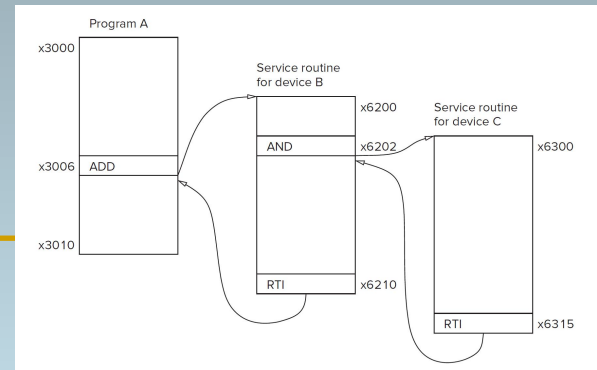 Program A
x3000
x3006 ADD
x3010
Service routine
for device B
x6200
AND x6202
RTI x6210
Service routine
for device C
x6300
RTI x6315